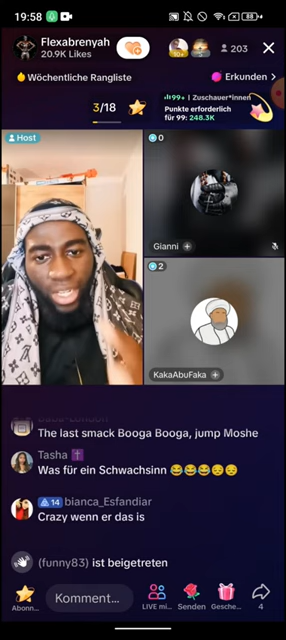 19:58
88
Flexabrenyah
20.9K Likes
10+
203
Wöchentliche Rangliste
Erkunden >
3/18
99+ | Zuschauer*innen
Punkte erforderlich
für 99: 248.3K
Host
0
Gianni +
2
KakaAbuFaka +
The last smack Booga Booga, jump Moshe
Tasha ✝️
Was für ein Schwachsinn 😂😂😂😔😔
14 bianca_Esfandiar
Crazy wenn er das is
(funny83) ist beigetreten
Abonn...
Komment...
LIVE mi...
Senden
Gesche...
4